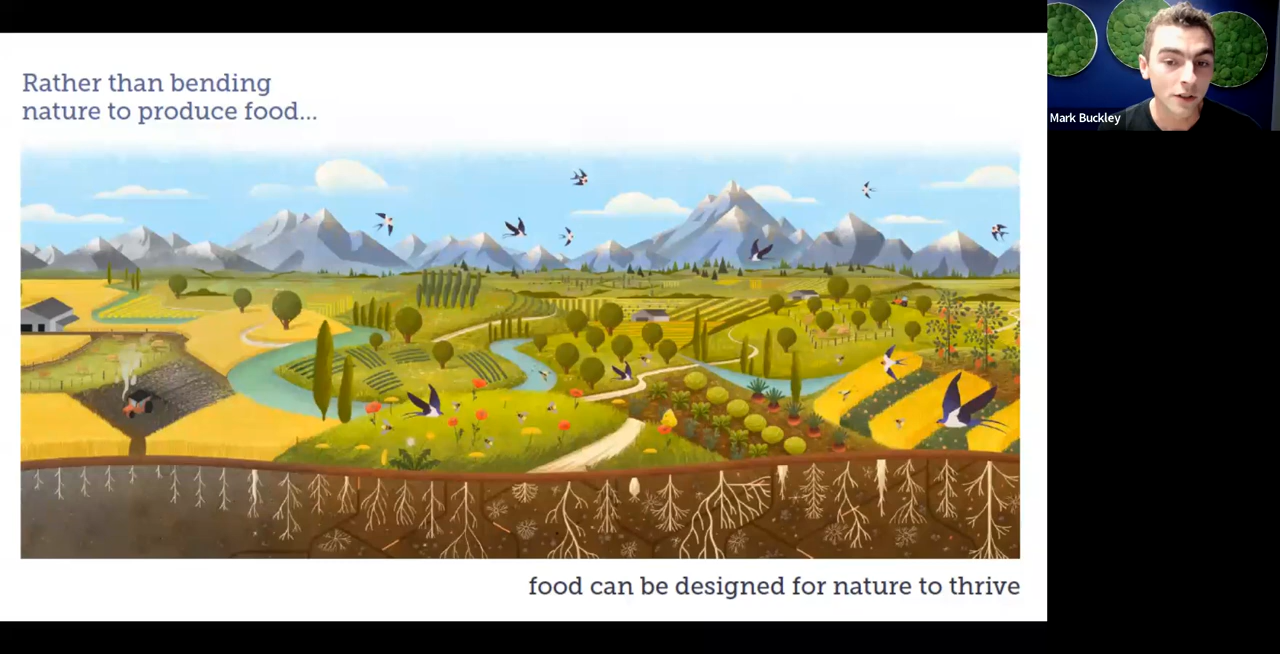 Rather than bending
nature to produce food...
Mark Buckley
food can be designed for nature to thrive